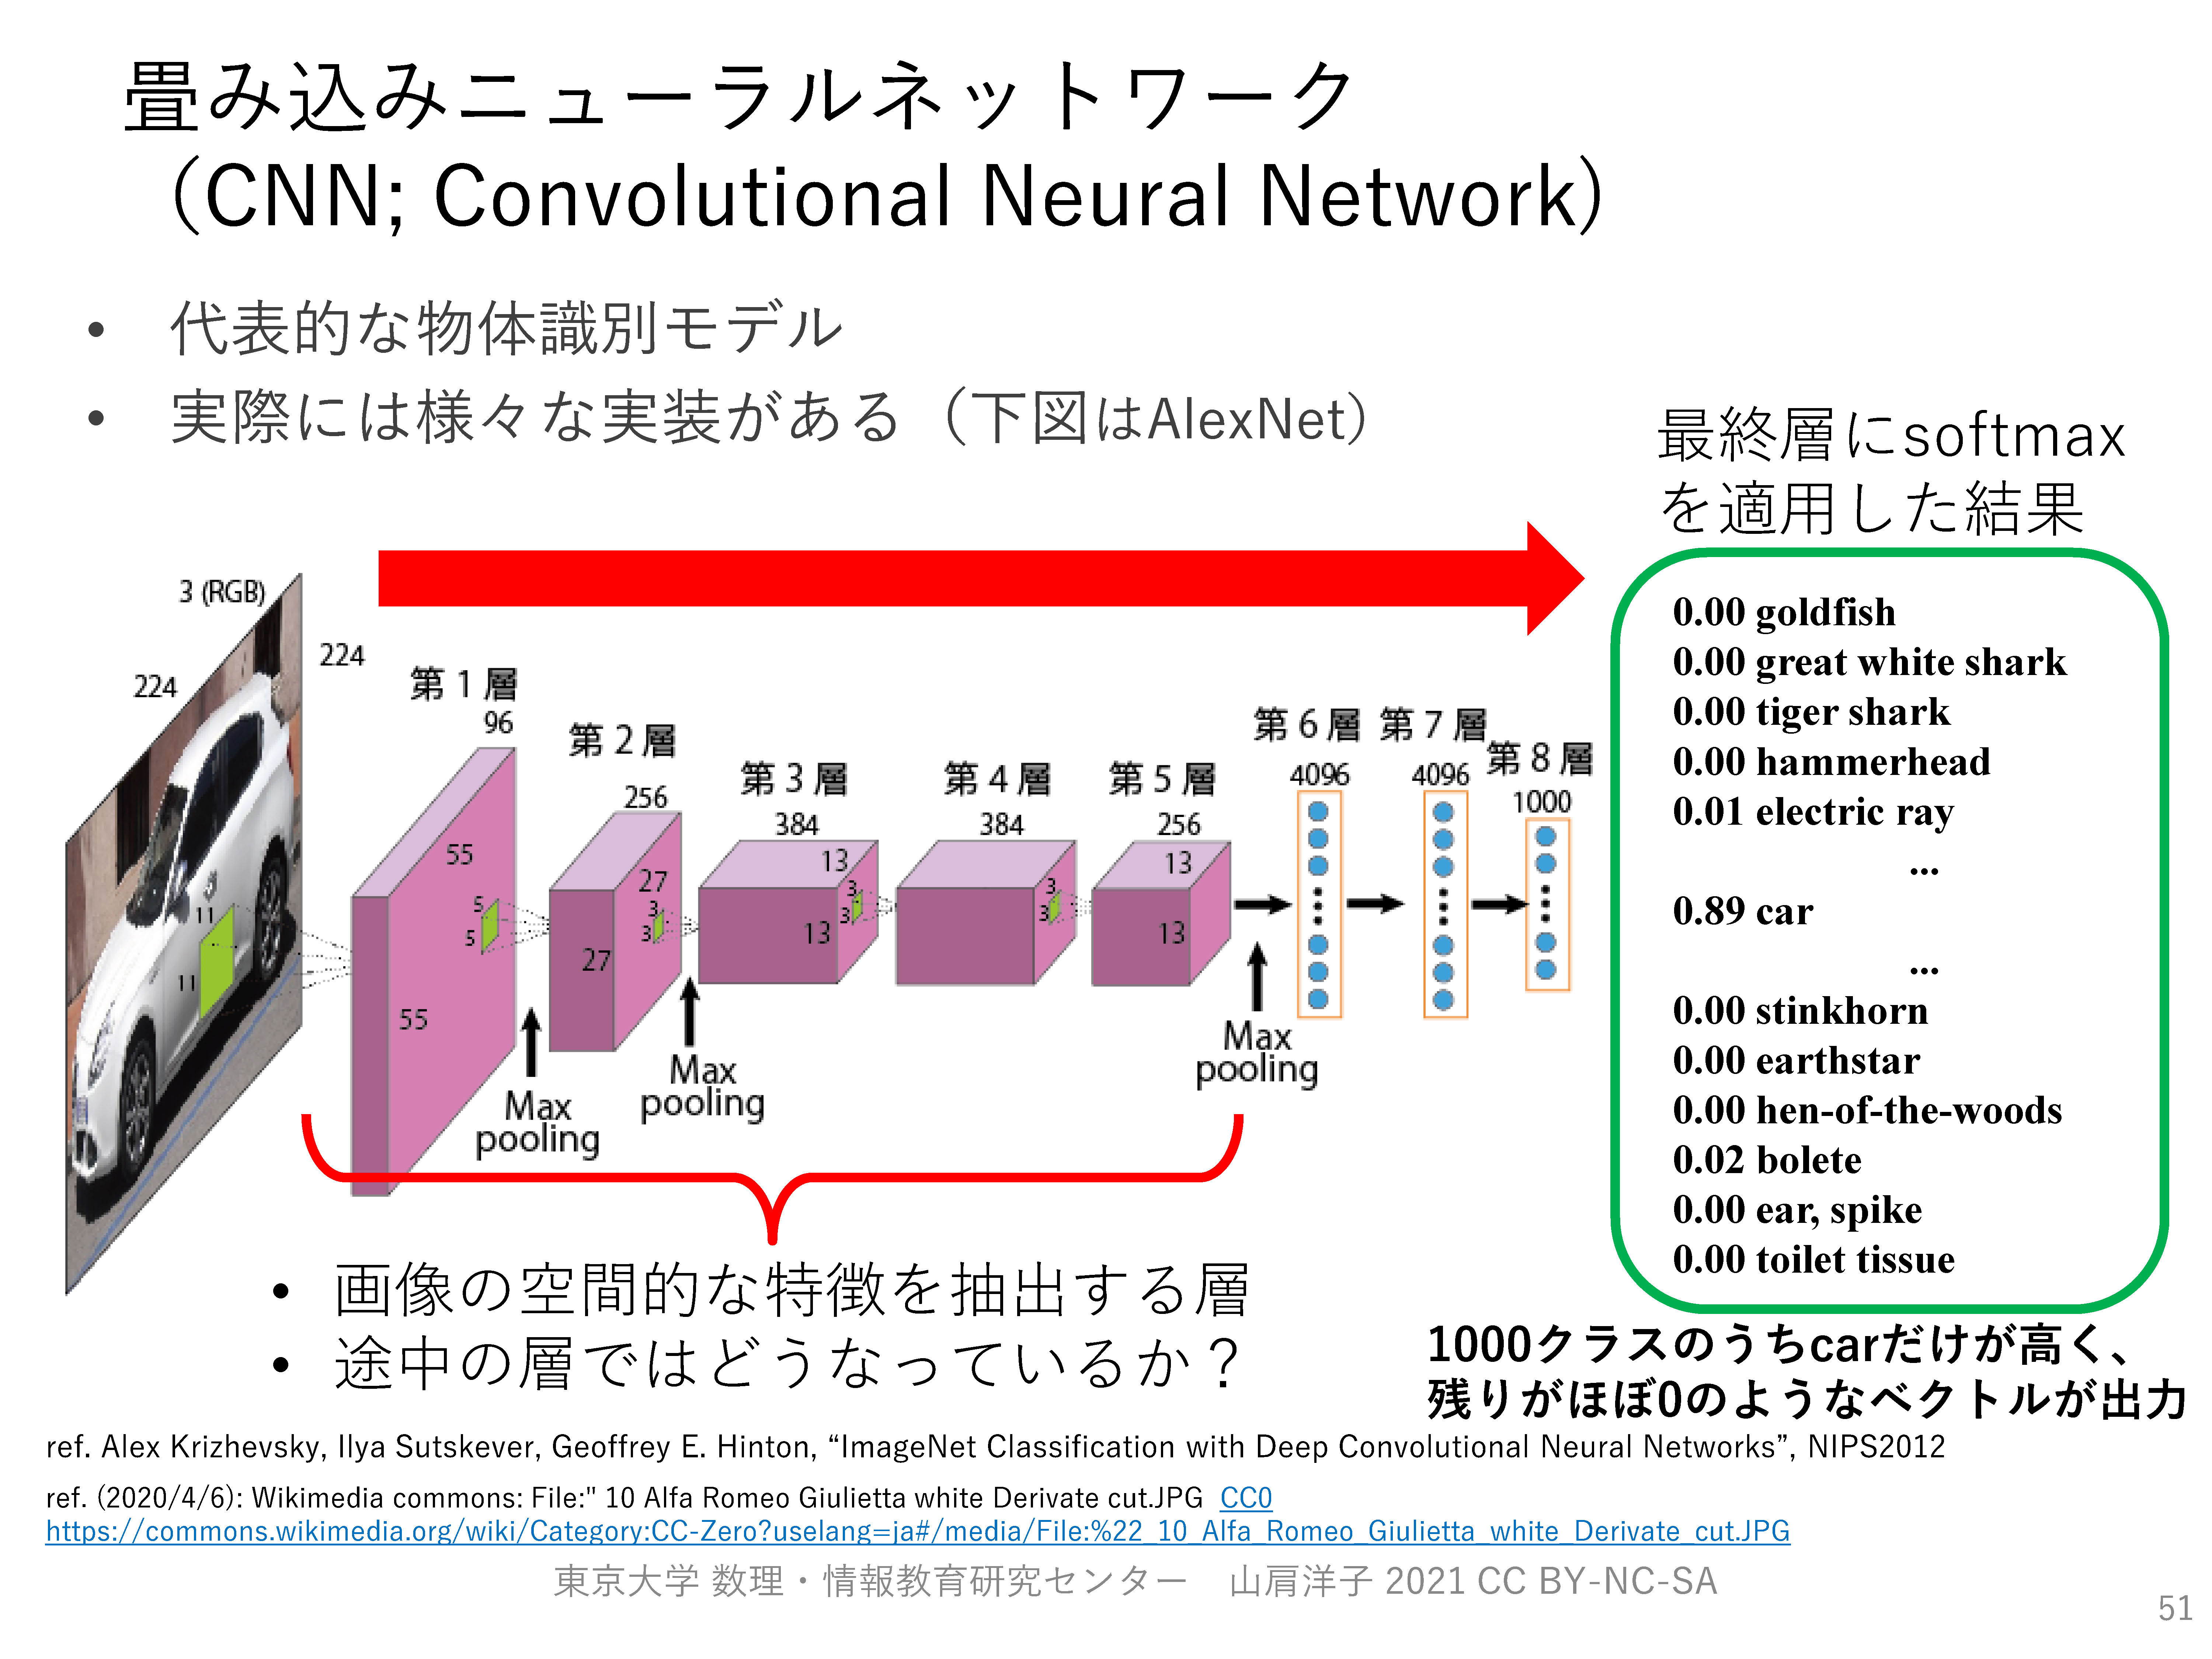 畳み込みニューラルネットワーク
（CNN; Convolutional Neural Network）
• 代表的な物体識別モデル
• 実際には様々な実装がある（下図はAlexNet）
最終層にsoftmax
を適用した結果
3 (RGB)
224
224
11
11
第 1 層
96
55
55
5
5
Max
pooling
第 2 層
256
27
27
3
3
Max
pooling
第 3 層
384
13
13
3
3
第 4 層
384
3
3
第 5 層
256
13
13
Max
pooling
第 6 層
4096
第 7 層
4096
第 8 層
1000
0.00 goldfish
0.00 great white shark
0.00 tiger shark
0.00 hammerhead
0.01 electric ray
...
0.89 car
...
0.00 stinkhorn
0.00 earthstar
0.00 hen-of-the-woods
0.02 bolete
0.00 ear, spike
0.00 toilet tissue
• 画像の空間的な特徴を抽出する層
• 途中の層ではどうなっているか？
1000クラスのうちcarだけが高く、
残りがほぼ0のようなベクトルが出力
ref. Alex Krizhevsky, Ilya Sutskever, Geoffrey E. Hinton, “ImageNet Classification with Deep Convolutional Neural Networks”, NIPS2012
ref. (2020/4/6): Wikimedia commons: File:" 10 Alfa Romeo Giulietta white Derivate cut.JPG CC0
https://commons.wikimedia.org/wiki/Category:CC-Zero?uselang=ja#/media/File:%22_10_Alfa_Romeo_Giulietta_white_Derivate_cut.JPG
東京大学 数理・情報教育研究センター　山肩洋子 2021 CC BY-NC-SA
51